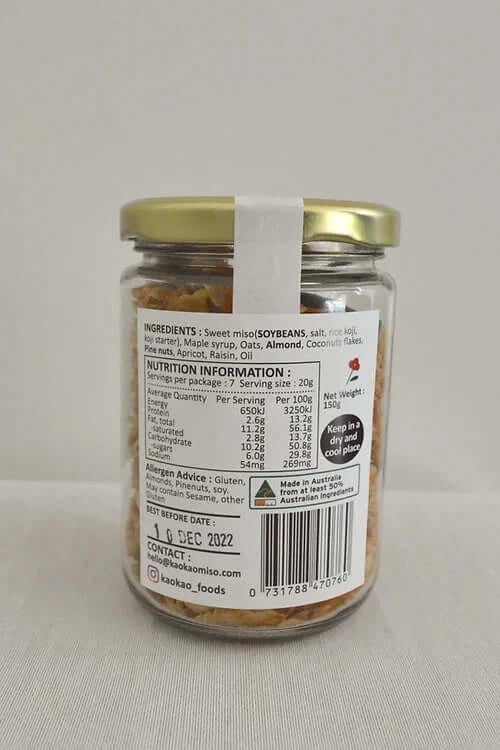 INGREDIENTS : Sweet miso(SOYBEANS, salt, rice koji,
koji starter), Maple syrup, Oats, Almond, Coconuts flakes,
Pine nuts, Apricot, Raisin, Oil
NUTRITION INFORMATION :
Servings per package : 7 Serving size : 20g
Average Quantity Per Serving Per 100g
Energy 650kJ 3250kJ
Protein 2.6g 13.2g
Fat, total 11.2g 56.1g
-saturated 2.8g 13.7g
Carbohydrate 10.2g 50.8g
-sugars 6.0g 29.8g
Sodium 54mg 269mg
Net Weight :
150g
Keep in a
dry and
cool place
Allergen Advice : Gluten,
Almonds, Pinenuts, soy.
May contain Sesame, other
Gluten
Made in Australia
from at least 50%
Australian Ingredients
BEST BEFORE DATE :
1 0 DEC 2022
CONTACT :
hello@kaokaomiso.com
kaokao_foods
0 731788 470760